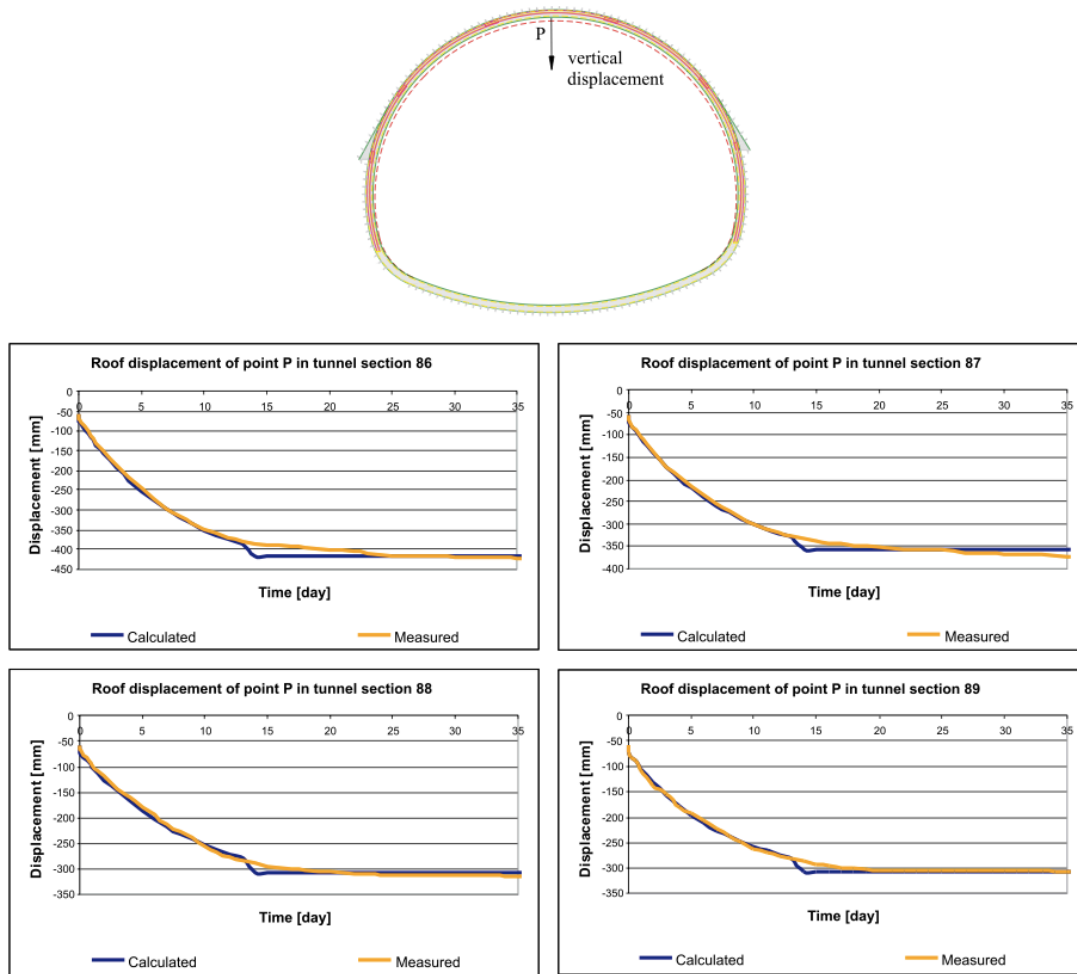 P
vertical
displacement
Roof displacement of point P in tunnel section 86
0
0 5 10 15 20 25 30 35
-50
-100
-150
-200
-250
-300
-350
-400
-450
Displacement [mm]
Time [day]
Calculated Measured
Roof displacement of point P in tunnel section 87
0
0 5 10 15 20 25 30 35
-50
-100
-150
-200
-250
-300
-350
-400
Displacement [mm]
Time [day]
Calculated Measured
Roof displacement of point P in tunnel section 88
0
0 5 10 15 20 25 30 35
-50
-100
-150
-200
-250
-300
-350
Displacement [mm]
Time [day]
Calculated Measured
Roof displacement of point P in tunnel section 89
0
0 5 10 15 20 25 30 35
-50
-100
-150
-200
-250
-300
-350
Displacement [mm]
Time [day]
Calculated Measured